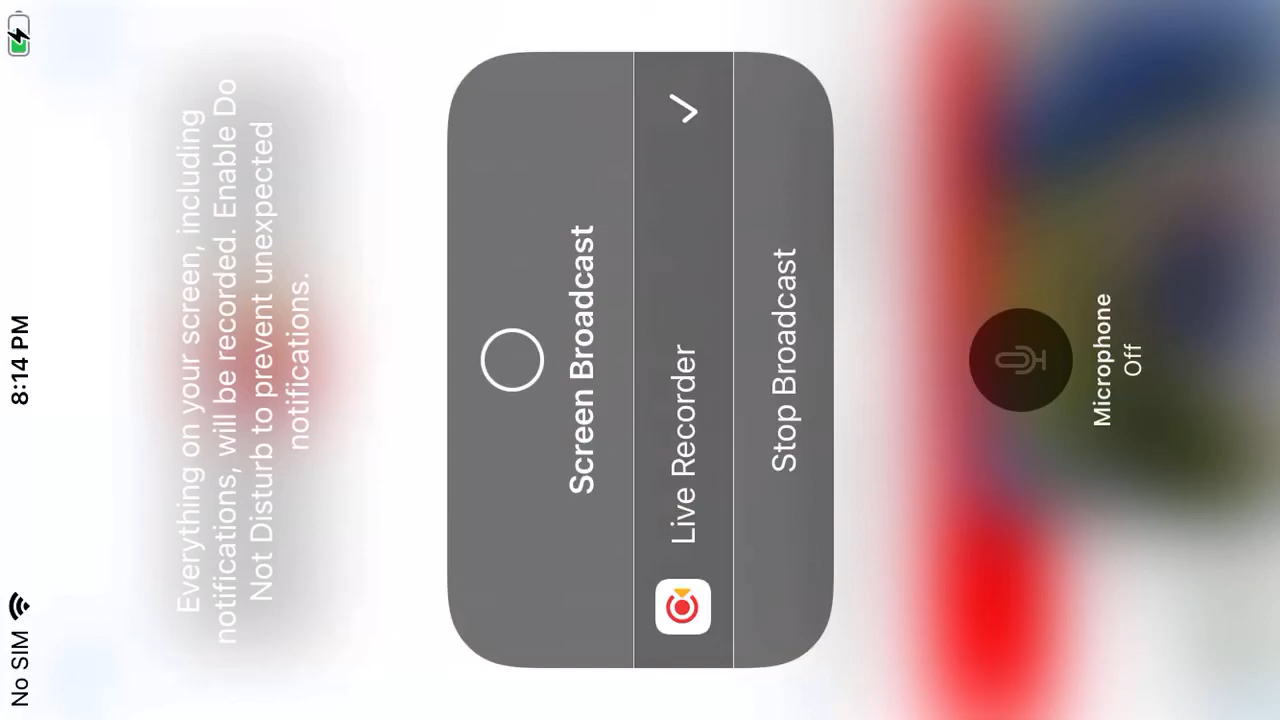 No SIM 8:14 PM
Everything on your screen, including
notifications, will be recorded. Enable Do
Not Disturb to prevent unexpected
notifications.
Screen Broadcast
Live Recorder
Stop Broadcast
Microphone
Off